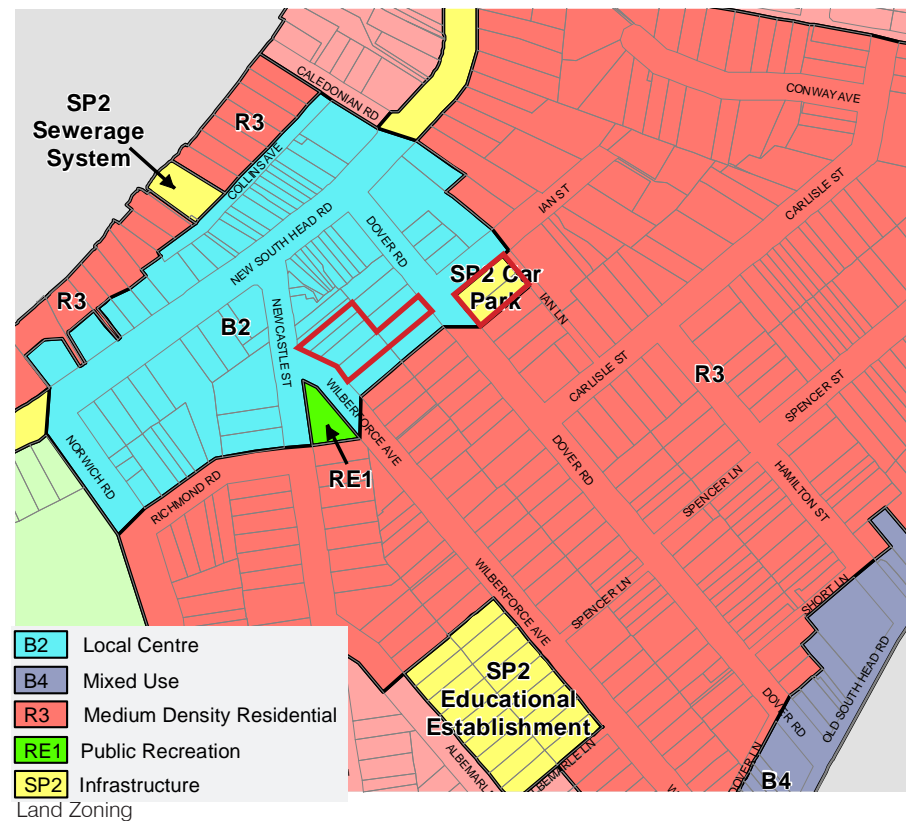 CALEDONIAN RD
CONWAY AVE
SP2
Sewerage
System
R3
COLLINS AVE
IAN ST
CARLISLE ST
NEW SOUTH HEAD RD
DOVER RD
SP2 Car
Park
IAN LN
R3
B2
NEWCASTLE ST
CARLISLE ST
R3
SPENCER ST
WILBERFORCE AVE
RE1
NORWICH RD
RICHMOND RD
DOVER RD
SPENCER LN
HAMILTON ST
WILBERFORCE AVE
SPENCER LN
SHORT LN
SP2
Educational
Establishment
DOVER RD
OLD SOUTH HEAD RD
DOVER LN
B4
B2 Local Centre
B4 Mixed Use
R3 Medium Density Residential
RE1 Public Recreation
SP2 Infrastructure
Land Zoning